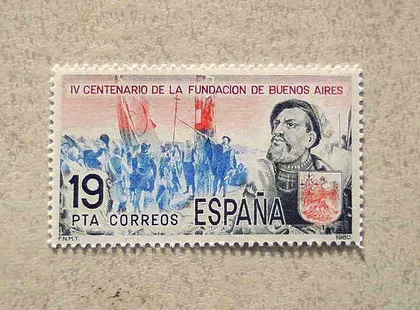 IV CENTENARIO DE LA FUNDACION DE BUENOS AIRES
19
PTA CORREOS ESPAÑA
F.N.M.T. 1980